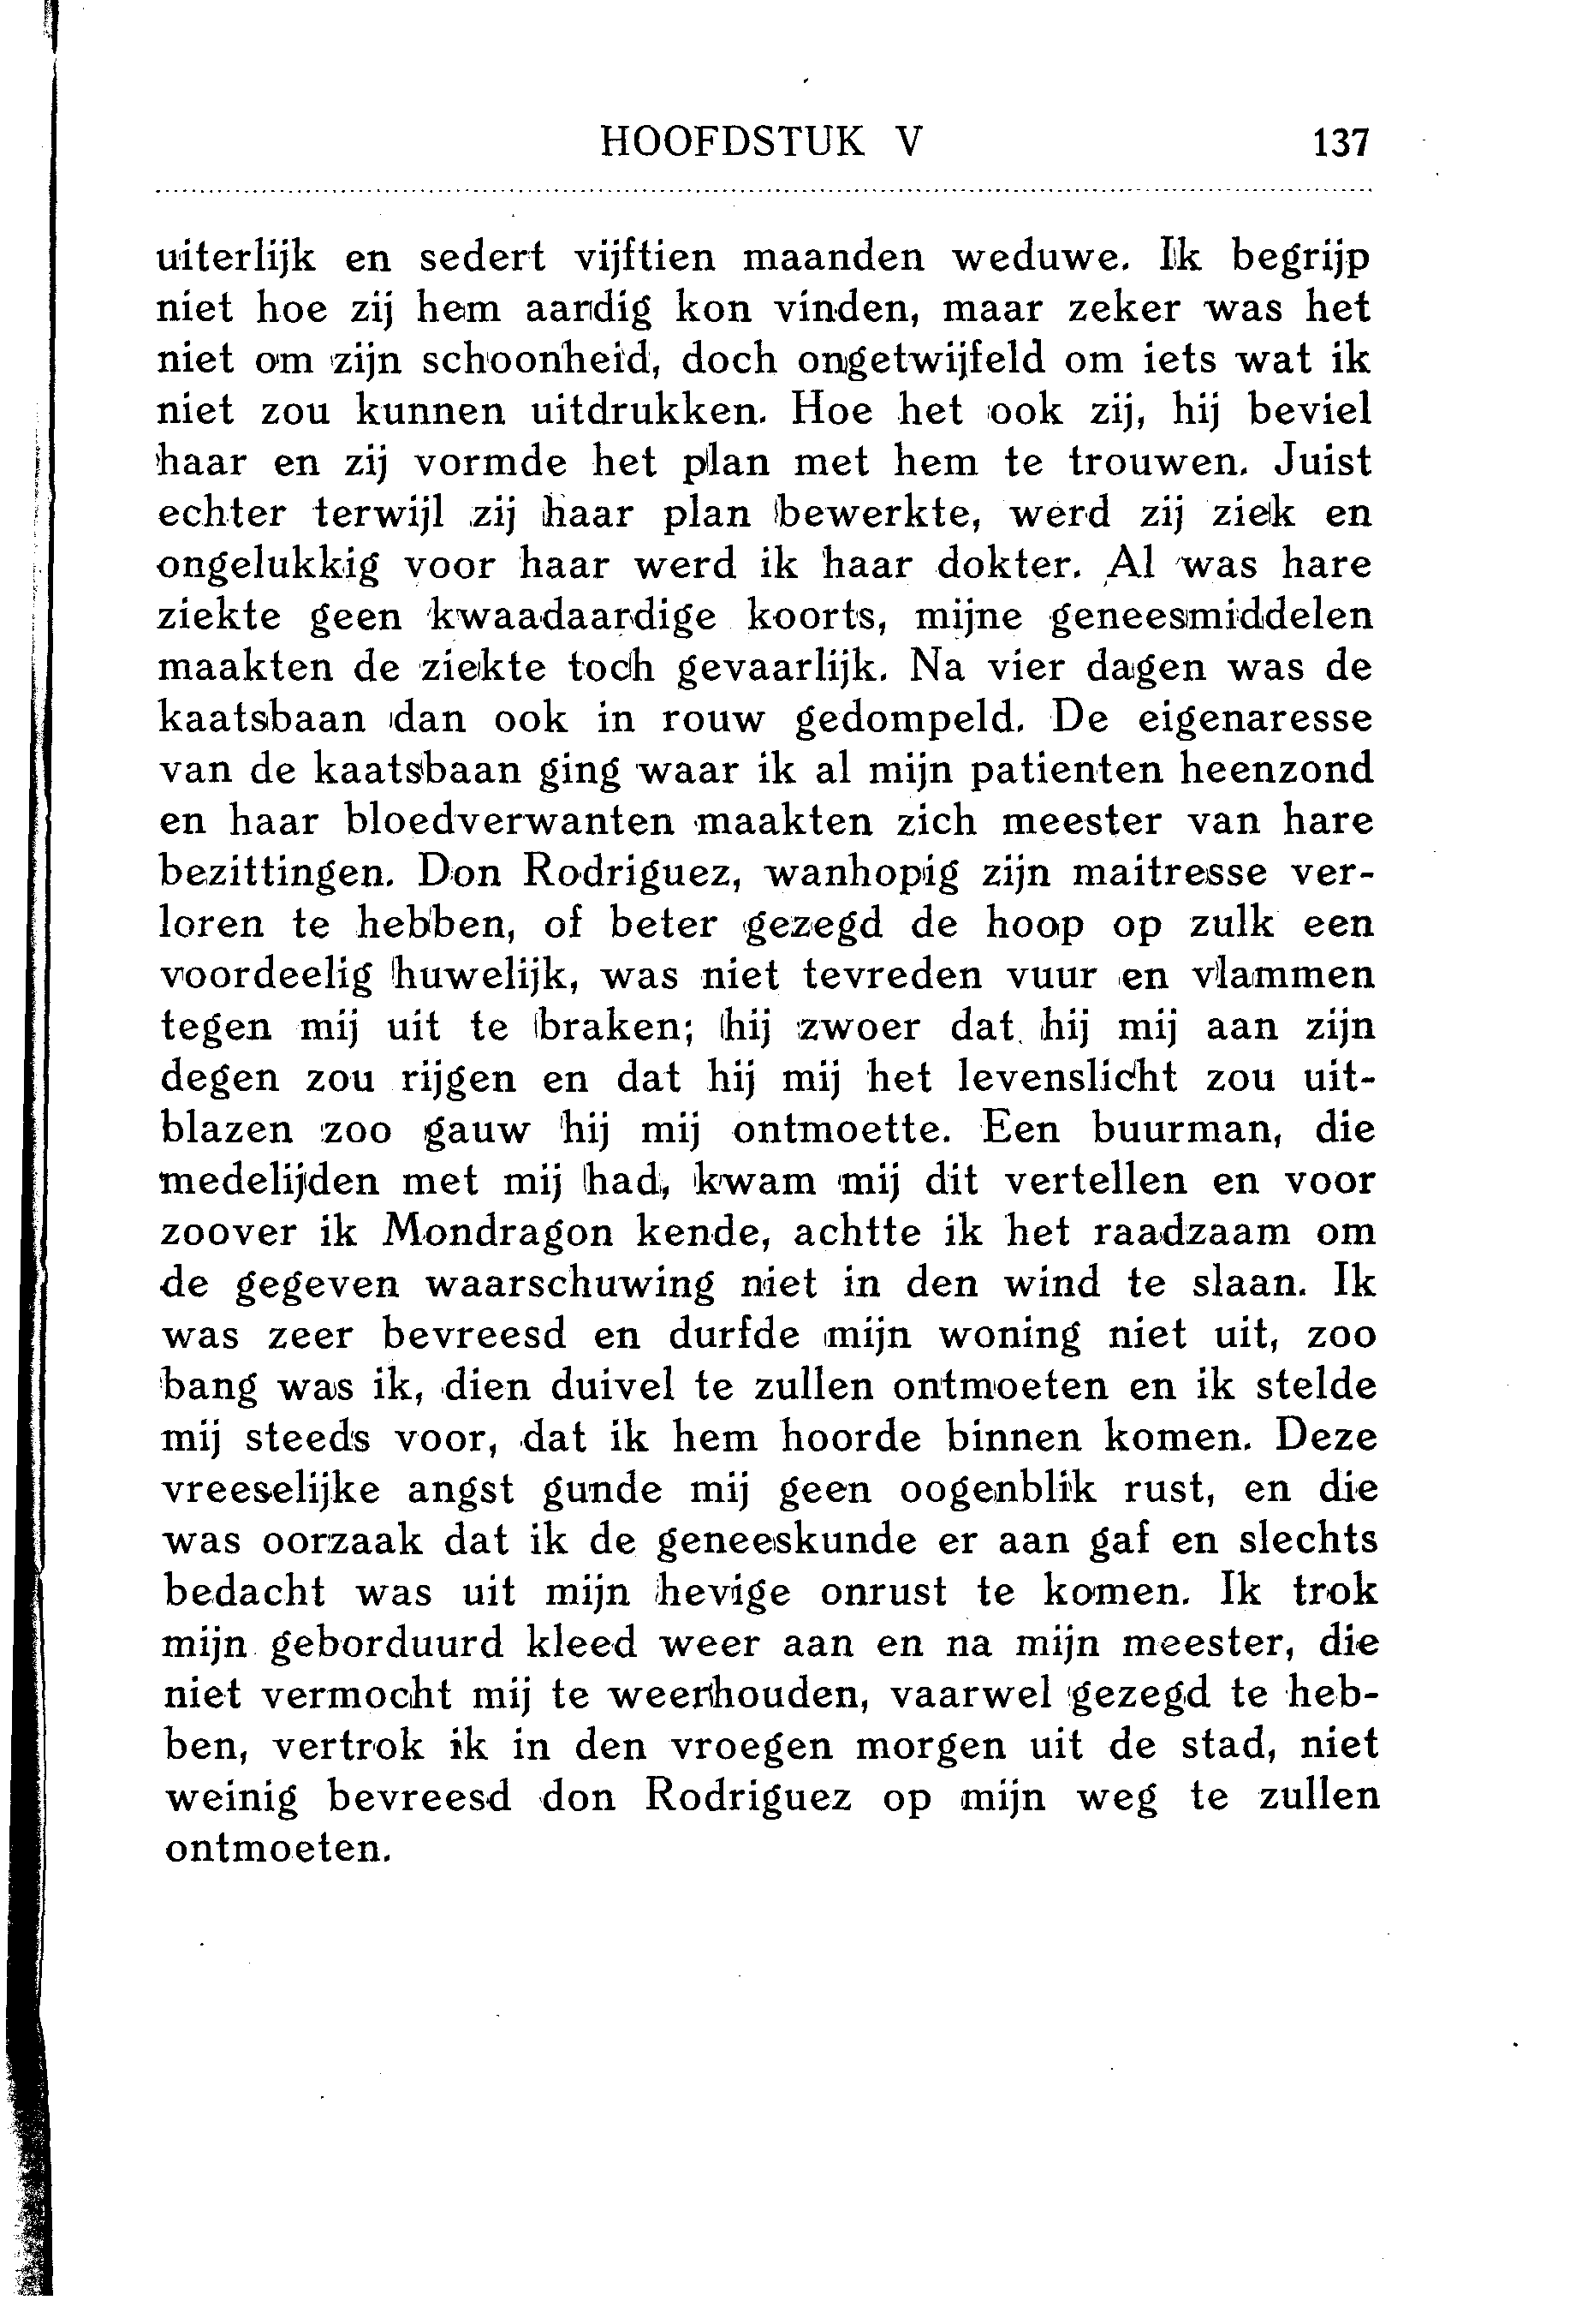 HOOFDSTUK V 137
uiterlijk en sedert vijftien maanden weduwe. Ik begrijp
niet hoe zij hem aardig kon vinden, maar zeker was het
niet om zijn schoonheid, doch ongetwijfeld om iets wat ik
niet zou kunnen uitdrukken. Hoe het ook zij, hij beviel
haar en zij vormde het plan met hem te trouwen. Juist
echter terwijl zij haar plan bewerkte, werd zij ziek en
ongelukkig voor haar werd ik haar dokter. Al was hare
ziekte geen kwaadaardige koorts, mijne geneesmiddelen
maakten de ziekte toch gevaarlijk. Na vier dagen was de
kaatsbaan dan ook in rouw gedompeld. De eigenaresse
van de kaatsbaan ging waar ik al mijn patienten heenzond
en haar bloedverwanten maakten zich meester van hare
bezittingen. Don Rodriguez, wanhopig zijn maitresse ver-
loren te hebben, of beter gezegd de hoop op zulk een
voordeelig huwelijk, was niet tevreden vuur en vlammen
tegen mij uit te braken; hij zwoer dat hij mij aan zijn
degen zou rijgen en dat hij mij het levenslicht zou uit-
blazen zoo gauw hij mij ontmoette. Een buurman, die
medelijden met mij had, kwam mij dit vertellen en voor
zoover ik Mondragon kende, achtte ik het raadzaam om
de gegeven waarschuwing niet in den wind te slaan. Ik
was zeer bevreesd en durfde mijn woning niet uit, zoo
bang was ik, dien duivel te zullen ontmoeten en ik stelde
mij steeds voor, dat ik hem hoorde binnen komen. Deze
vreeselijke angst gunde mij geen oogenblik rust, en die
was oorzaak dat ik de geneeskunde er aan gaf en slechts
bedacht was uit mijn hevige onrust te komen. Ik trok
mijn geborduurd kleed weer aan en na mijn meester, die
niet vermocht mij te weerhouden, vaarwel gezegd te heb-
ben, vertrok ik in den vroegen morgen uit de stad, niet
weinig bevreesd don Rodriguez op mijn weg te zullen
ontmoeten.